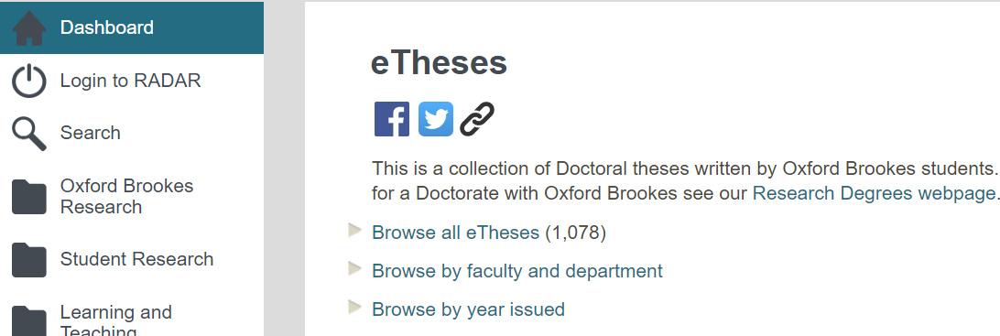 Dashboard
Login to RADAR
Search
Oxford Brookes
Research
Student Research
Learning and
Teaching
eTheses
This is a collection of Doctoral theses written by Oxford Brookes students.
for a Doctorate with Oxford Brookes see our Research Degrees webpage.
Browse all eTheses (1,078)
Browse by faculty and department
Browse by year issued